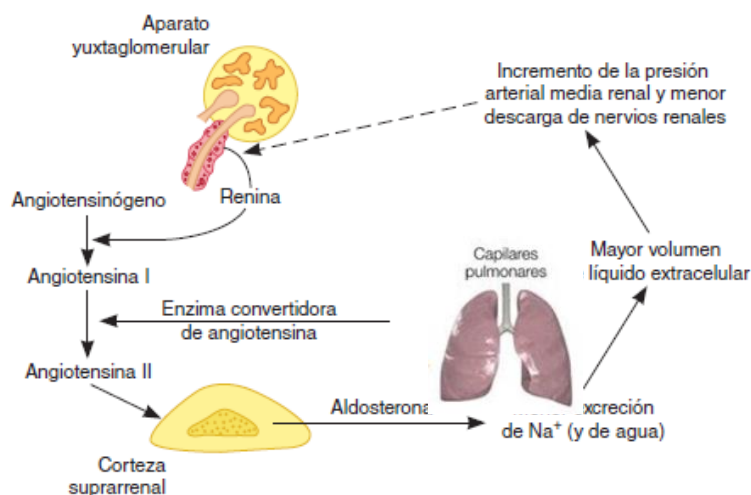 Aparato
yuxtaglomerular
Incremento de la presión
arterial media renal y menor
descarga de nervios renales
Angiotensinógeno
Renina
Capilares
pulmonares
Mayor volumen
líquido extracelular
Angiotensina I
Enzima convertidora
de angiotensina
Angiotensina II
Aldosterona
excreción
de Na⁺ (y de agua)
Corteza
suprarrenal